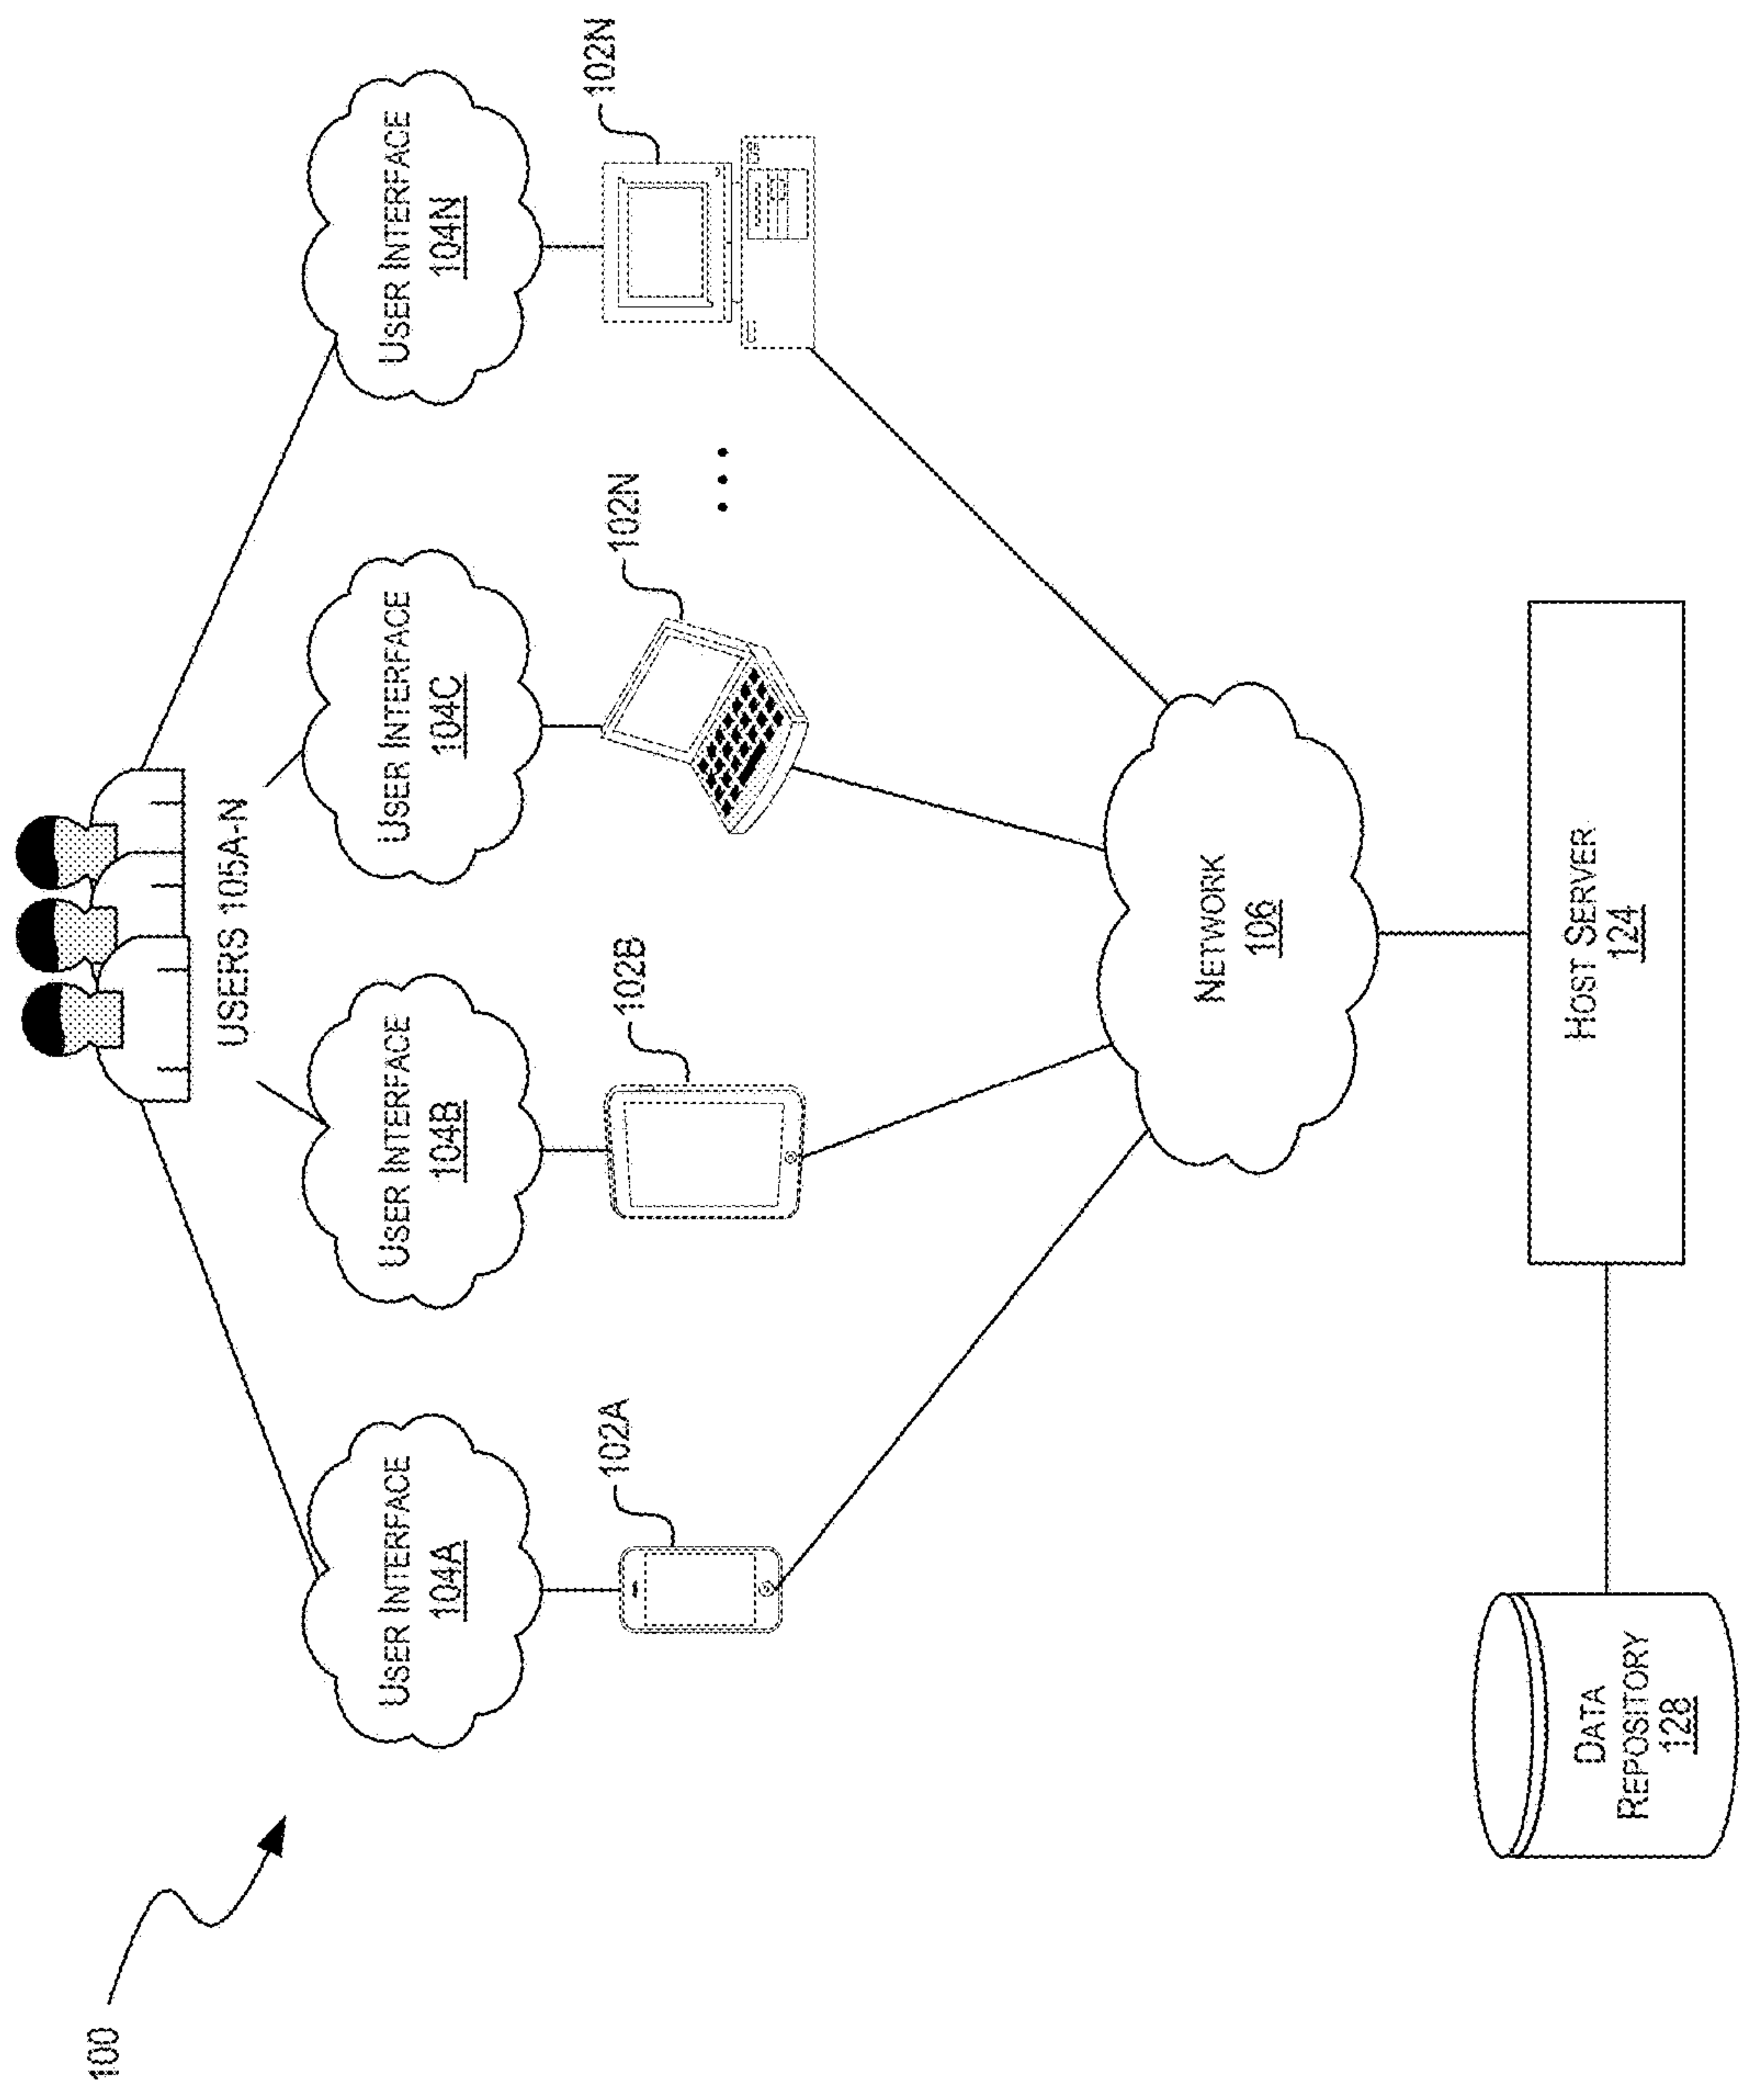 100
USERS 105A-N
USER INTERFACE
104A
USER INTERFACE
104B
USER INTERFACE
104C
USER INTERFACE
104N
102A
102B
102N
102N
NETWORK
106
HOST SERVER
124
DATA
REPOSITORY
128